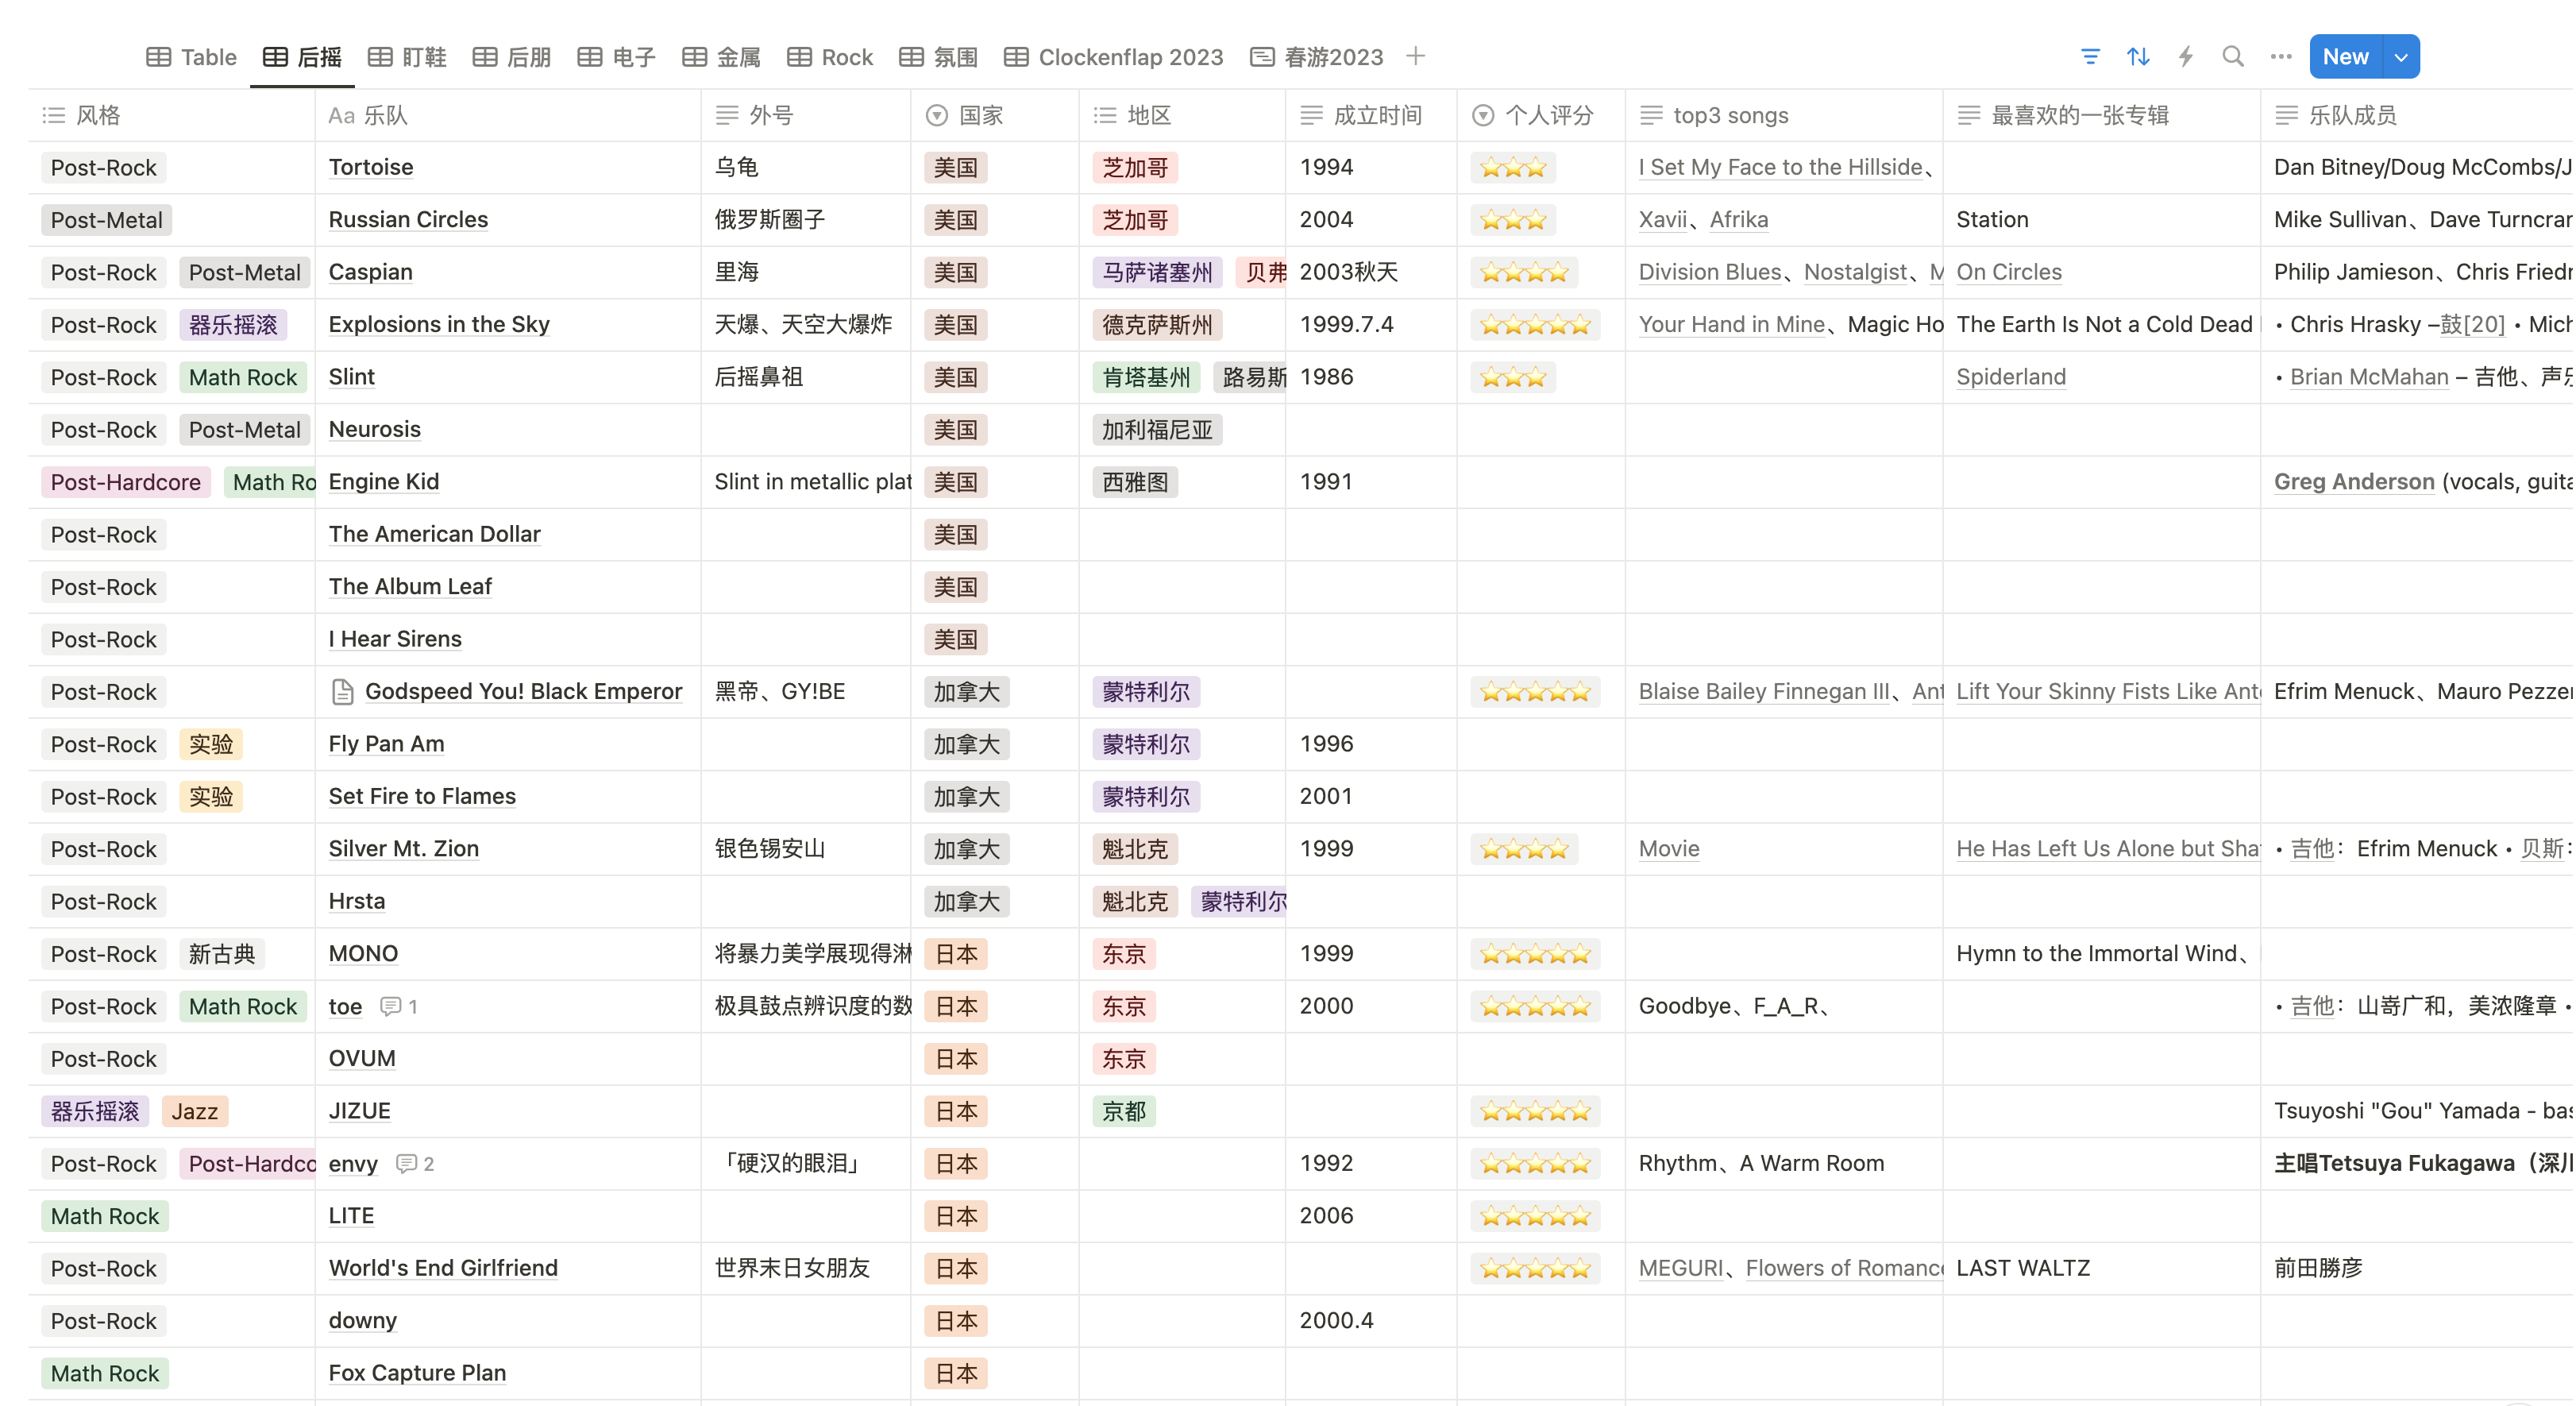 Table 后摇 盯鞋 后朋 电子 金属 Rock 氛围 Clockenflap 2023 春游2023 New
风格 Aa 乐队 外号 国家 地区 成立时间 个人评分 top3 songs 最喜欢的一张专辑 乐队成员
Post-Rock Tortoise 乌龟 美国 芝加哥 1994 ⭐⭐⭐ I Set My Face to the Hillside、 Dan Bitney/Doug McCombs/J
Post-Metal Russian Circles 俄罗斯圈子 美国 芝加哥 2004 ⭐⭐⭐ Xavii、Afrika Station Mike Sullivan、Dave Turncrar
Post-Rock Post-Metal Caspian 里海 美国 马萨诸塞州 贝弗 2003秋天 ⭐⭐⭐⭐ Division Blues、Nostalgist、M On Circles Philip Jamieson、Chris Friedr
Post-Rock 器乐摇滚 Explosions in the Sky 天爆、天空大爆炸 美国 德克萨斯州 1999.7.4 ⭐⭐⭐⭐⭐ Your Hand in Mine、Magic Ho The Earth Is Not a Cold Dead • Chris Hrasky –鼓[20] • Mich
Post-Rock Math Rock Slint 后摇鼻祖 美国 肯塔基州 路易斯 1986 ⭐⭐⭐ Spiderland • Brian McMahan – 吉他、声乐
Post-Rock Post-Metal Neurosis 美国 加利福尼亚
Post-Hardcore Math Ro Engine Kid Slint in metallic plat 美国 西雅图 1991 Greg Anderson (vocals, guita
Post-Rock The American Dollar 美国
Post-Rock The Album Leaf 美国
Post-Rock I Hear Sirens 美国
Post-Rock Godspeed You! Black Emperor 黑帝、GY!BE 加拿大 蒙特利尔 ⭐⭐⭐⭐⭐ Blaise Bailey Finnegan III、Ant Lift Your Skinny Fists Like Ante Efrim Menuck、Mauro Pezzen
Post-Rock 实验 Fly Pan Am 加拿大 蒙特利尔 1996
Post-Rock 实验 Set Fire to Flames 加拿大 蒙特利尔 2001
Post-Rock Silver Mt. Zion 银色锡安山 加拿大 魁北克 1999 ⭐⭐⭐⭐ Movie He Has Left Us Alone but Sha • 吉他：Efrim Menuck • 贝斯：
Post-Rock Hrsta 加拿大 魁北克 蒙特利尔
Post-Rock 新古典 MONO 将暴力美学展现得淋 日本 东京 1999 ⭐⭐⭐⭐⭐ Hymn to the Immortal Wind、
Post-Rock Math Rock toe 1 极具鼓点辨识度的数 日本 东京 2000 ⭐⭐⭐⭐⭐ Goodbye、F_A_R、 • 吉他：山嵜广和，美浓隆章 •
Post-Rock OVUM 日本 东京
器乐摇滚 Jazz JIZUE 日本 京都 ⭐⭐⭐⭐⭐ Tsuyoshi "Gou" Yamada - bas
Post-Rock Post-Hardco envy 2 「硬汉的眼泪」 日本 1992 ⭐⭐⭐⭐⭐ Rhythm、A Warm Room 主唱Tetsuya Fukagawa（深川
Math Rock LITE 日本 2006 ⭐⭐⭐⭐⭐
Post-Rock World's End Girlfriend 世界末日女朋友 日本 ⭐⭐⭐⭐⭐ MEGURI、Flowers of Romance LAST WALTZ 前田勝彦
Post-Rock downy 日本 2000.4
Math Rock Fox Capture Plan 日本